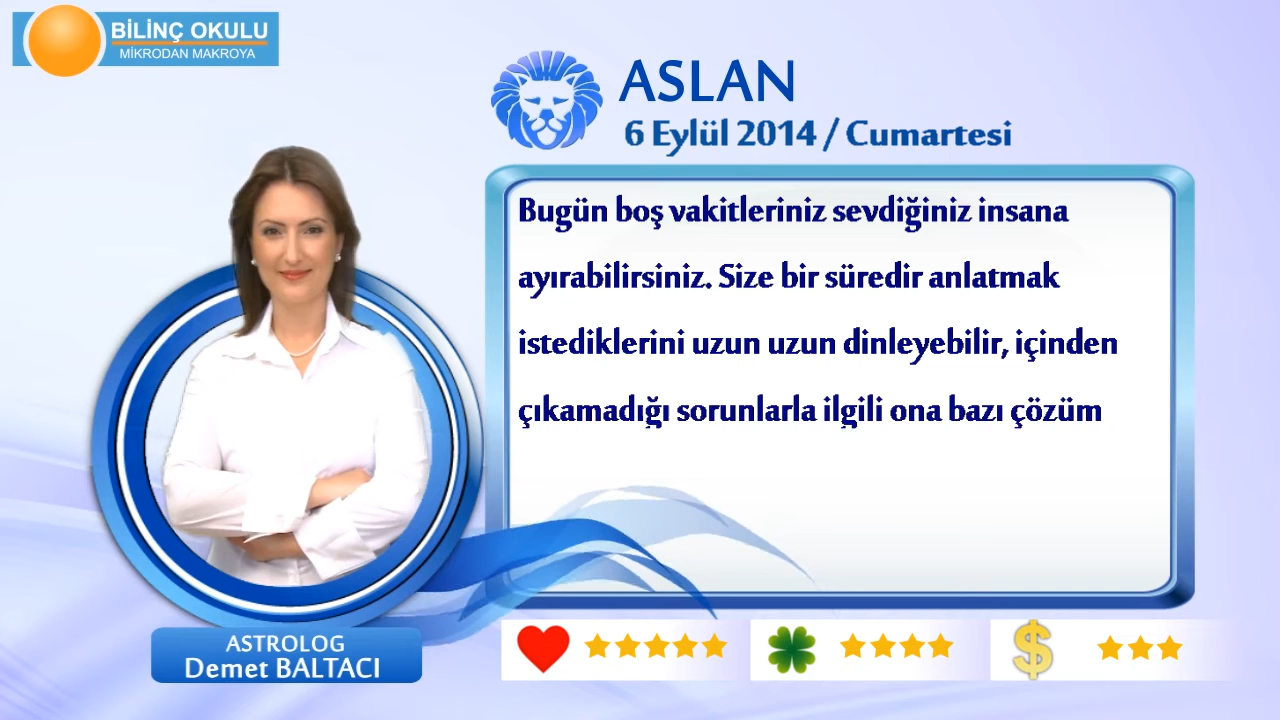 BİLİNÇ OKULU
MİKRODAN MAKROYA
ASLAN
6 Eylül 2014 / Cumartesi
Bugün boş vakitleriniz sevdiğiniz insana
ayırabilirsiniz. Size bir süredir anlatmak
istediklerini uzun uzun dinleyebilir, içinden
çıkamadığı sorunlarla ilgili ona bazı çözüm
ASTROLOG
Demet BALTACI